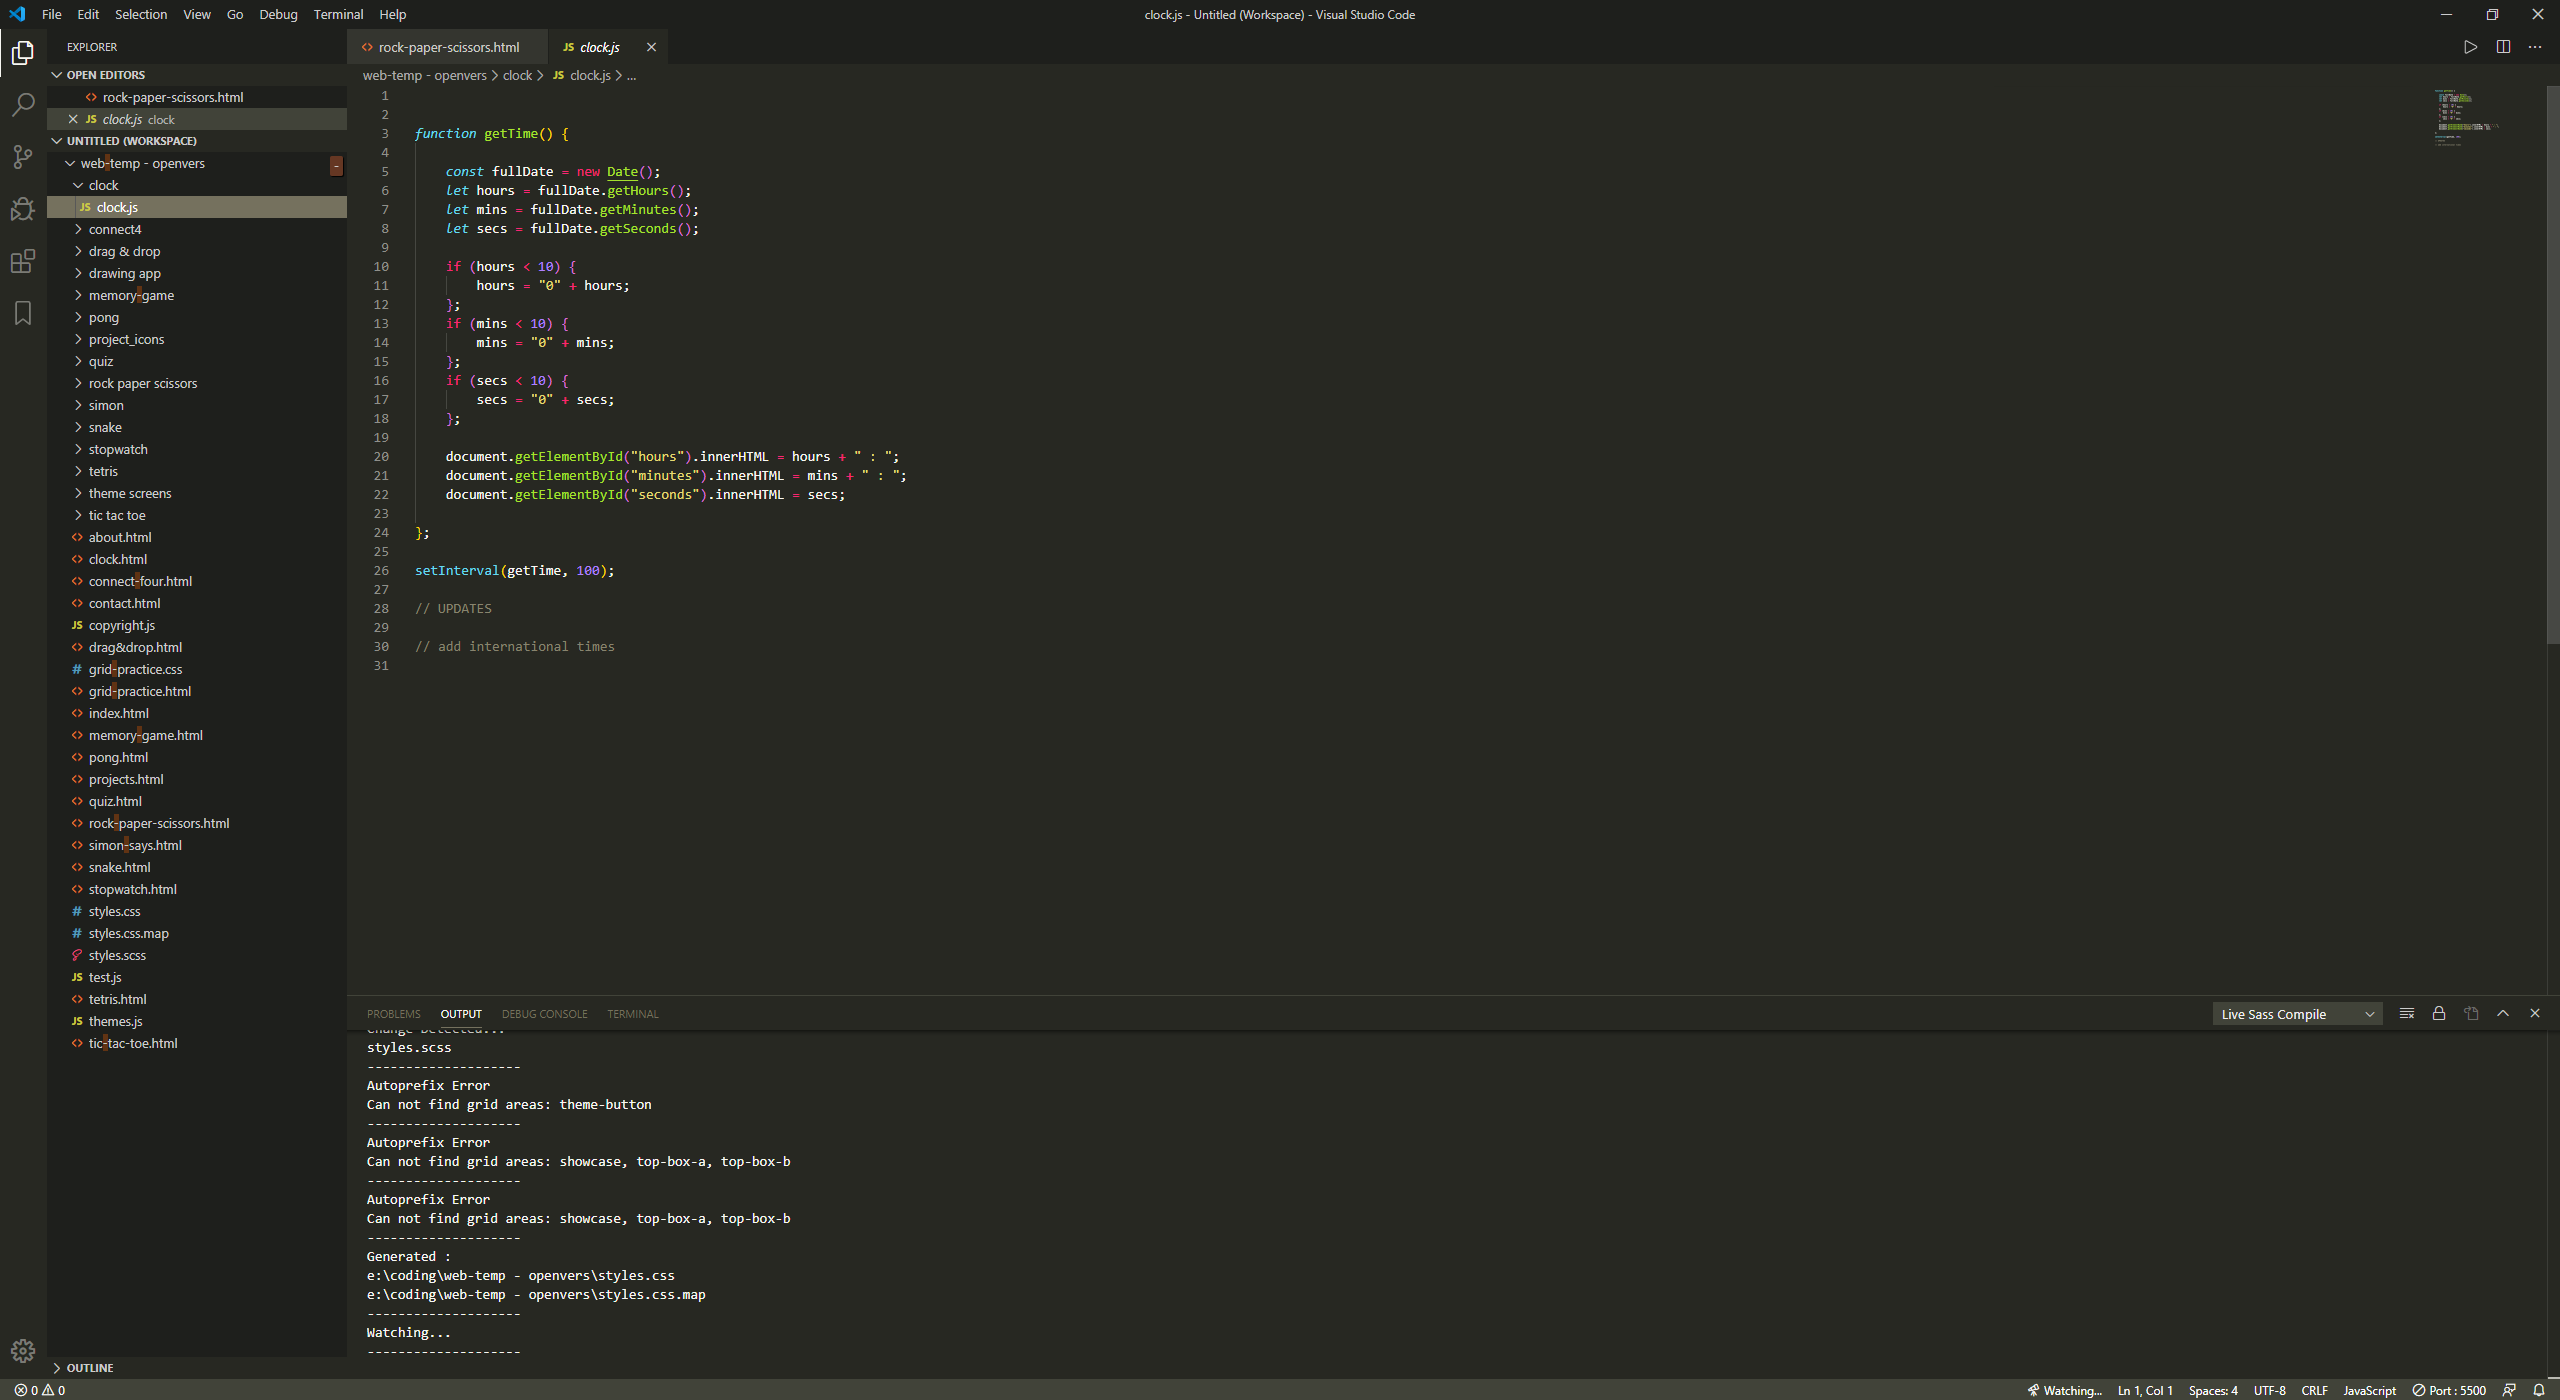 File Edit Selection View Go Debug Terminal Help
clock.js - Untitled (Workspace) - Visual Studio Code
EXPLORER
OPEN EDITORS
rock-paper-scissors.html
JS clock.js clock
UNTITLED (WORKSPACE)
web-temp - openvers
-
clock
JS clock.js
connect4
drag & drop
drawing app
memory-game
pong
project_icons
quiz
rock paper scissors
simon
snake
stopwatch
tetris
theme screens
tic tac toe
about.html
clock.html
connect-four.html
contact.html
JS copyright.js
drag&drop.html
# grid-practice.css
grid-practice.html
index.html
memory-game.html
pong.html
projects.html
quiz.html
rock-paper-scissors.html
simon-says.html
snake.html
stopwatch.html
# styles.css
# styles.css.map
styles.scss
JS test.js
tetris.html
JS themes.js
tic-tac-toe.html
OUTLINE
rock-paper-scissors.html JS clock.js
web-temp - openvers > clock > JS clock.js > ...
1
2
3 function getTime() {
4
5 const fullDate = new Date();
6 let hours = fullDate.getHours();
7 let mins = fullDate.getMinutes();
8 let secs = fullDate.getSeconds();
9
10 if (hours < 10) {
11 hours = "0" + hours;
12 };
13 if (mins < 10) {
14 mins = "0" + mins;
15 };
16 if (secs < 10) {
17 secs = "0" + secs;
18 };
19
20 document.getElementById("hours").innerHTML = hours + " : ";
21 document.getElementById("minutes").innerHTML = mins + " : ";
22 document.getElementById("seconds").innerHTML = secs;
23
24 };
25
26 setInterval(getTime, 100);
27
28 // UPDATES
29
30 // add international times
31
PROBLEMS OUTPUT DEBUG CONSOLE TERMINAL
Live Sass Compile
Change Detected...
styles.scss
--------------------
Autoprefix Error
Can not find grid areas: theme-button
--------------------
Autoprefix Error
Can not find grid areas: showcase, top-box-a, top-box-b
--------------------
Autoprefix Error
Can not find grid areas: showcase, top-box-a, top-box-b
--------------------
Generated :
e:\coding\web-temp - openvers\styles.css
e:\coding\web-temp - openvers\styles.css.map
--------------------
Watching...
--------------------
0 0
Watching... Ln 1, Col 1 Spaces: 4 UTF-8 CRLF JavaScript Port : 5500